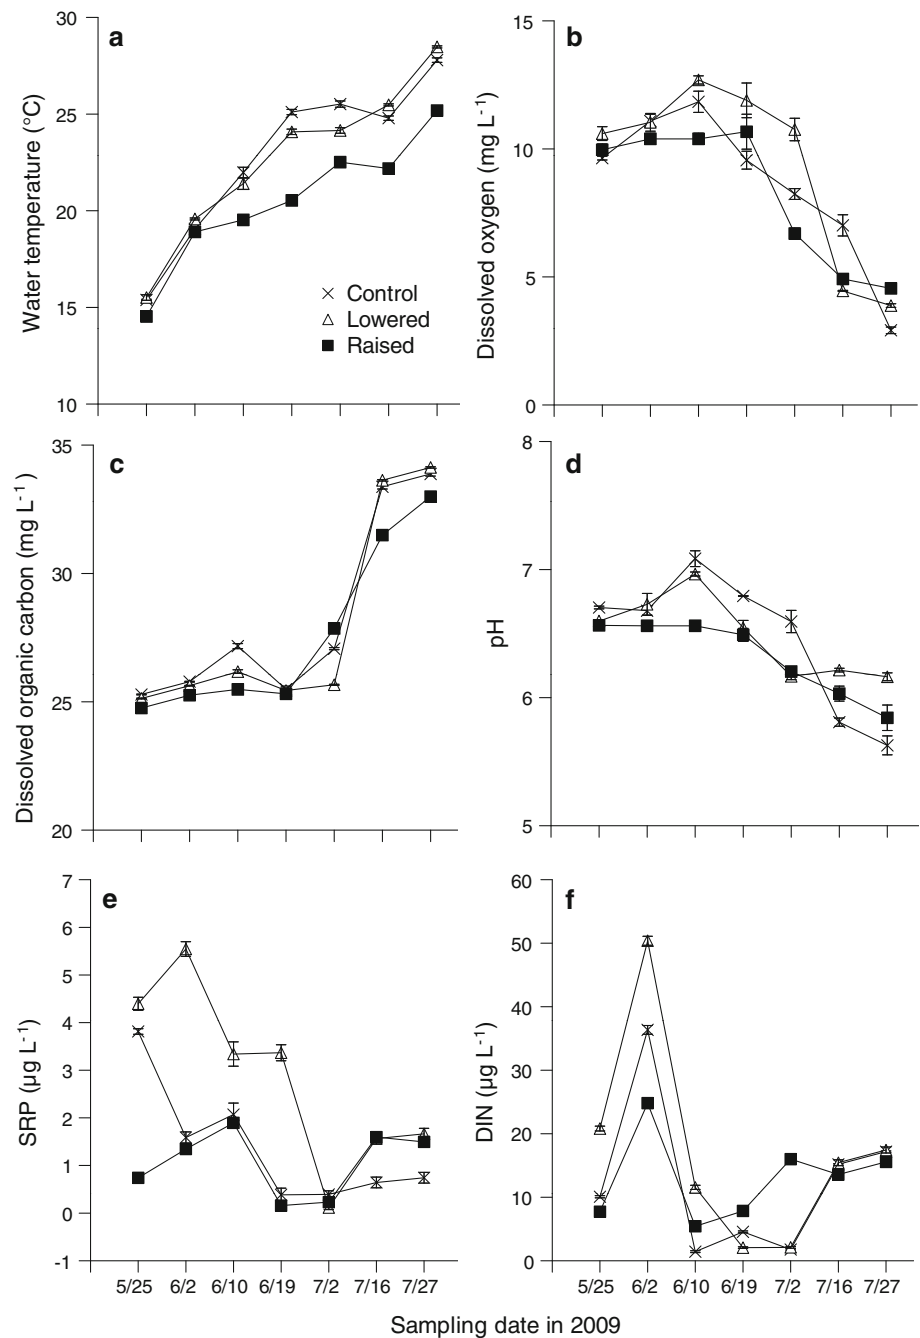 a
Water temperature (°C)
30
25
20
15
10
Control
Lowered
Raised
b
Dissolved oxygen (mg L-1)
15
10
5
0
c
Dissolved organic carbon (mg L-1)
35
30
25
20
d
pH
8
7
6
5
e
SRP (µg L-1)
7
6
5
4
3
2
1
0
-1
5/25 6/2 6/10 6/19 7/2 7/16 7/27
f
DIN (µg L-1)
60
50
40
30
20
10
0
5/25 6/2 6/10 6/19 7/2 7/16 7/27
Sampling date in 2009